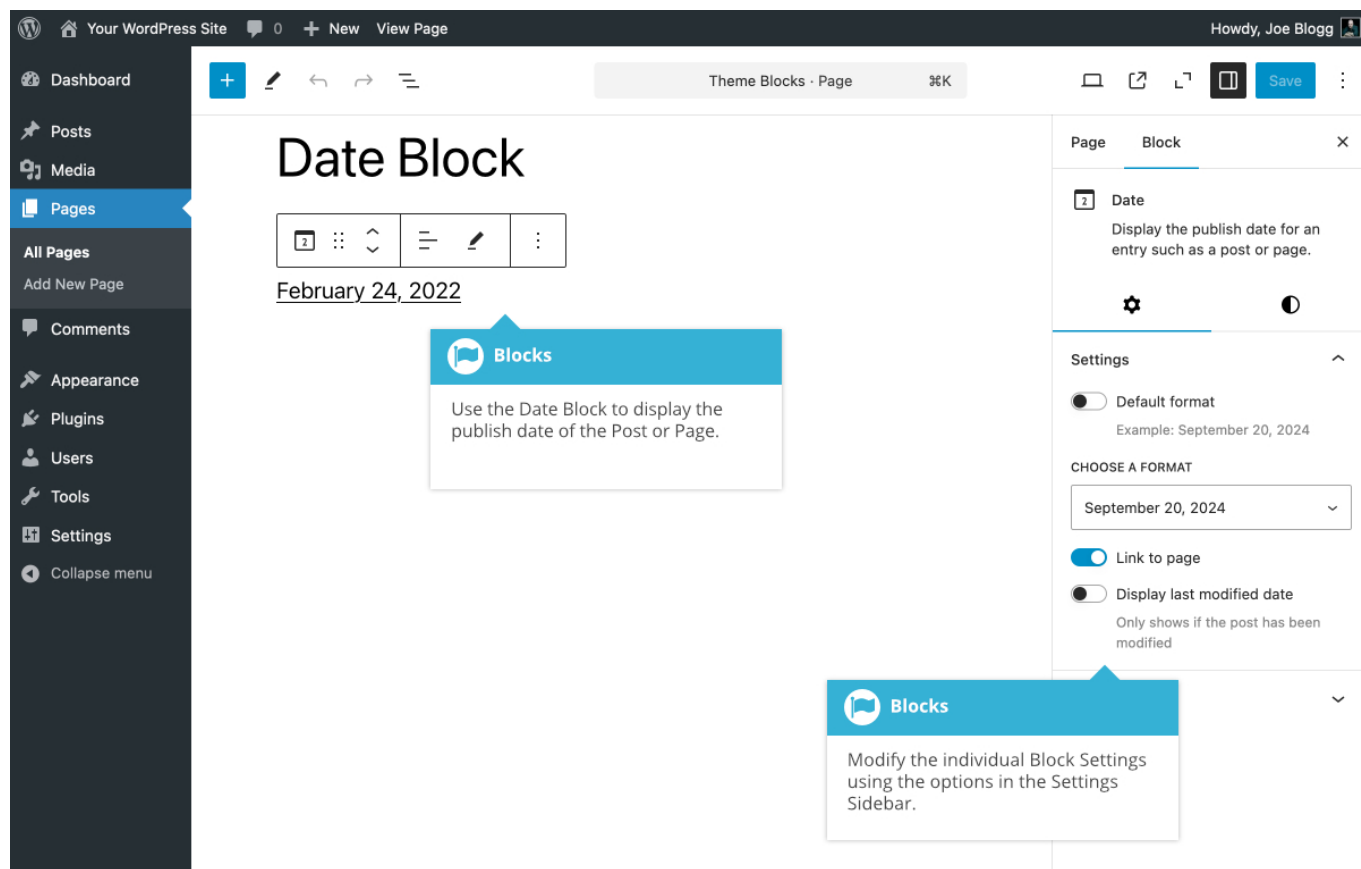 Your WordPress Site 0 + New View Page Howdy, Joe Blogg
Dashboard
Posts
Media
Pages
All Pages
Add New Page
Comments
Appearance
Plugins
Users
Tools
Settings
Collapse menu
Theme Blocks · Page ⌘K
Save
Date Block
2
February 24, 2022
Blocks
Use the Date Block to display the
publish date of the Post or Page.
Page Block
2 Date
Display the publish date for an
entry such as a post or page.
Settings
Default format
Example: September 20, 2024
CHOOSE A FORMAT
September 20, 2024
Link to page
Display last modified date
Only shows if the post has been
modified
Blocks
Modify the individual Block Settings
using the options in the Settings
Sidebar.